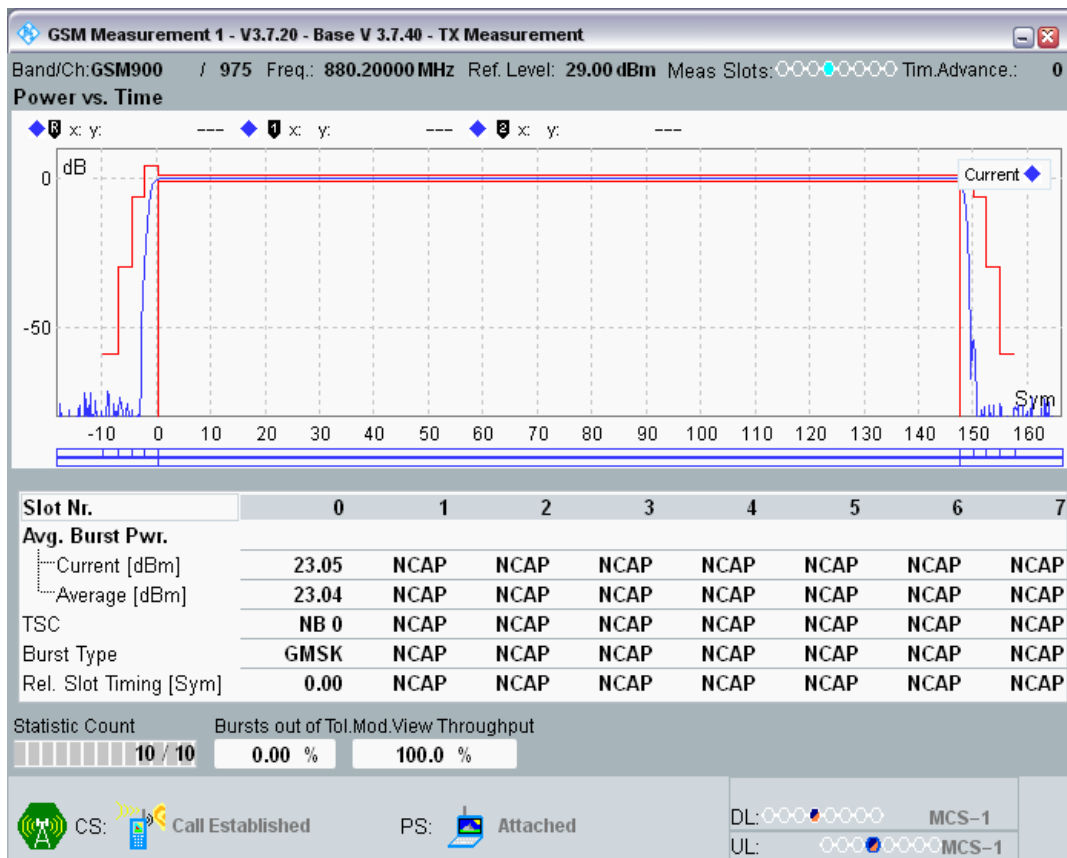 GSM Measurement 1 - V3.7.20 - Base V 3.7.40 - TX Measurement
Band/Ch:GSM900 / 975 Freq.: 880.20000 MHz Ref. Level: 29.00 dBm Meas Slots: Tim.Advance.: 0
Power vs. Time
R x: y: --- 1 x: y: --- 2 x: y: ---
dB
Current
0
-50
Sym
-10 0 10 20 30 40 50 60 70 80 90 100 110 120 130 140 150 160
Slot Nr. 0 1 2 3 4 5 6 7
Avg. Burst Pwr.
Current [dBm] 23.05 NCAP NCAP NCAP NCAP NCAP NCAP NCAP
Average [dBm] 23.04 NCAP NCAP NCAP NCAP NCAP NCAP NCAP
TSC NB 0 NCAP NCAP NCAP NCAP NCAP NCAP NCAP
Burst Type GMSK NCAP NCAP NCAP NCAP NCAP NCAP NCAP
Rel. Slot Timing [Sym] 0.00 NCAP NCAP NCAP NCAP NCAP NCAP NCAP
Statistic Count Bursts out of Tol.Mod.View Throughput
10 / 10 0.00 % 100.0 %
CS: Call Established PS: Attached
DL: MCS-1
UL: MCS-1